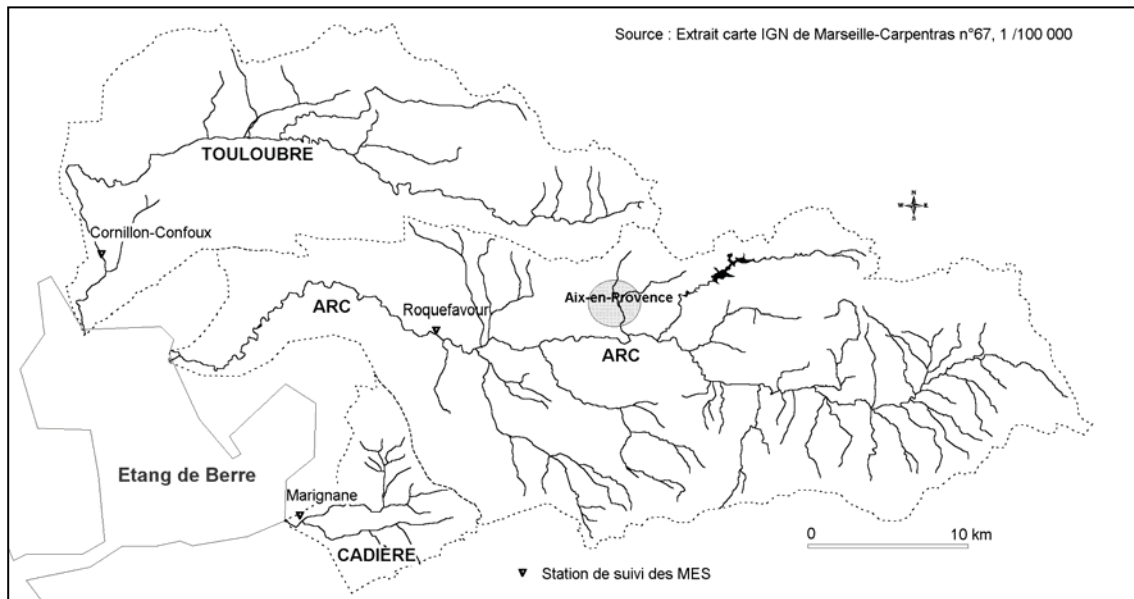 Source : Extrait carte IGN de Marseille-Carpentras n°67, 1 /100 000
TOULOUBRE
N
W E
S
Cornillon-Confoux
Aix-en-Provence
ARC
Roquefavour
ARC
Etang de Berre
Marignane
CADIÈRE
0 10 km
Station de suivi des MES